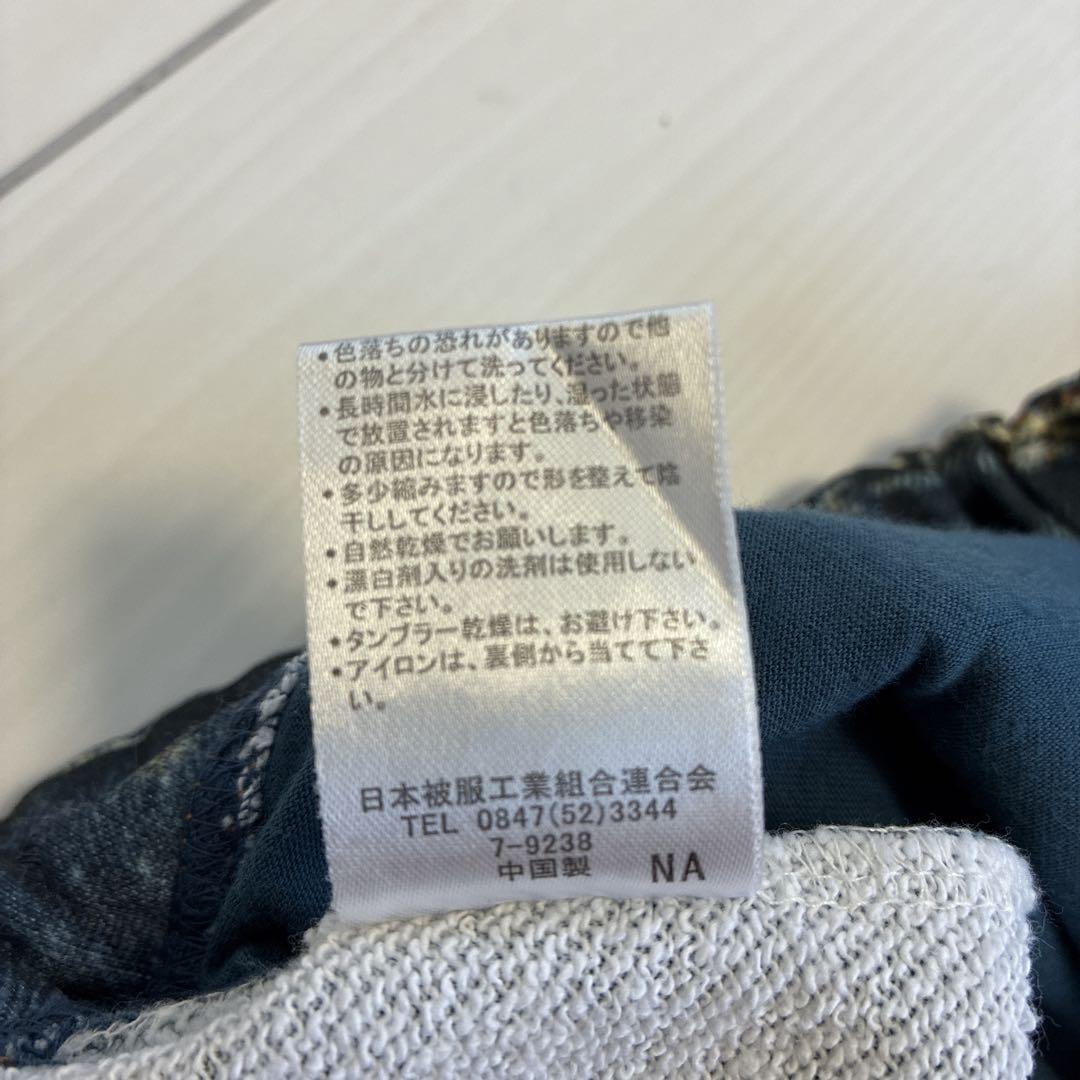 ・色落ちの恐れがありますので他
の物と分けて洗ってください。
・長時間水に浸したり、湿った状態
で放置されますと色落ちや移染
の原因になります。
・多少縮みますので形を整えて陰
干ししてください。
・自然乾燥でお願いします。
・漂白剤入りの洗剤は使用しない
で下さい。
・タンブラー乾燥は、お避け下さい。
・アイロンは、裏側から当てて下さ
い。
日本被服工業組合連合会
TEL 0847(52)3344
7-9238
中国製 NA